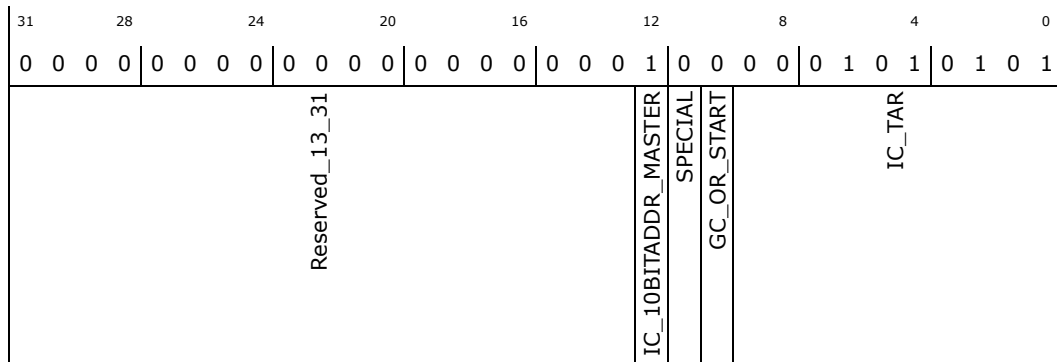 31 28 24 20 16 12 8 4 0
0 0 0 0 0 0 0 0 0 0 0 0 0 0 0 0 0 0 0 1 0 0 0 0 0 1 0 1 0 1 0 1
Reserved_13_31
IC_10BITADDR_MASTER
SPECIAL
GC_OR_START
IC_TAR